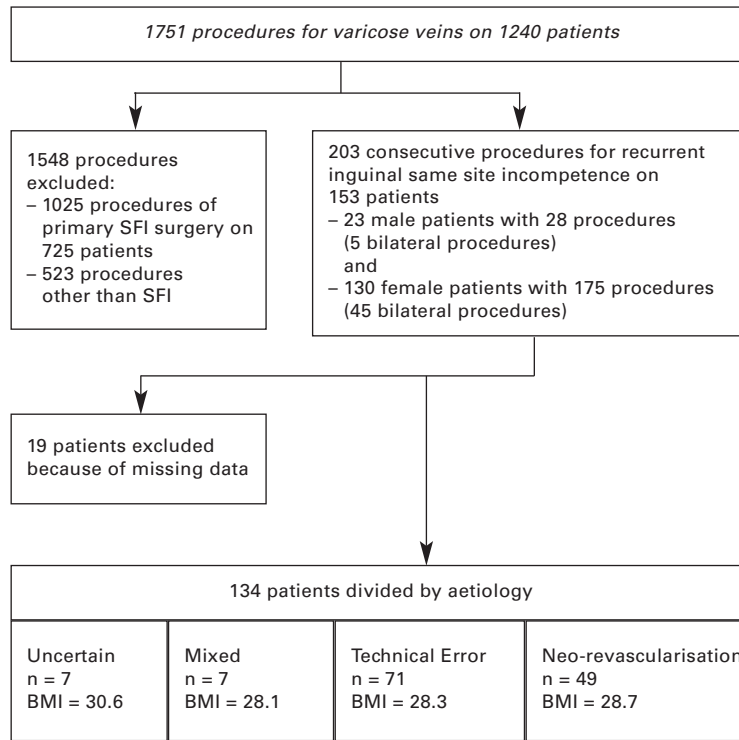 1751 procedures for varicose veins on 1240 patients
1548 procedures
excluded:
– 1025 procedures of
primary SFI surgery on
725 patients
– 523 procedures
other than SFI
203 consecutive procedures for recurrent
inguinal same site incompetence on
153 patients
– 23 male patients with 28 procedures
(5 bilateral procedures)
and
– 130 female patients with 175 procedures
(45 bilateral procedures)
19 patients excluded
because of missing data
134 patients divided by aetiology
Uncertain
n = 7
BMI = 30.6
Mixed
n = 7
BMI = 28.1
Technical Error
n = 71
BMI = 28.3
Neo-revascularisation
n = 49
BMI = 28.7